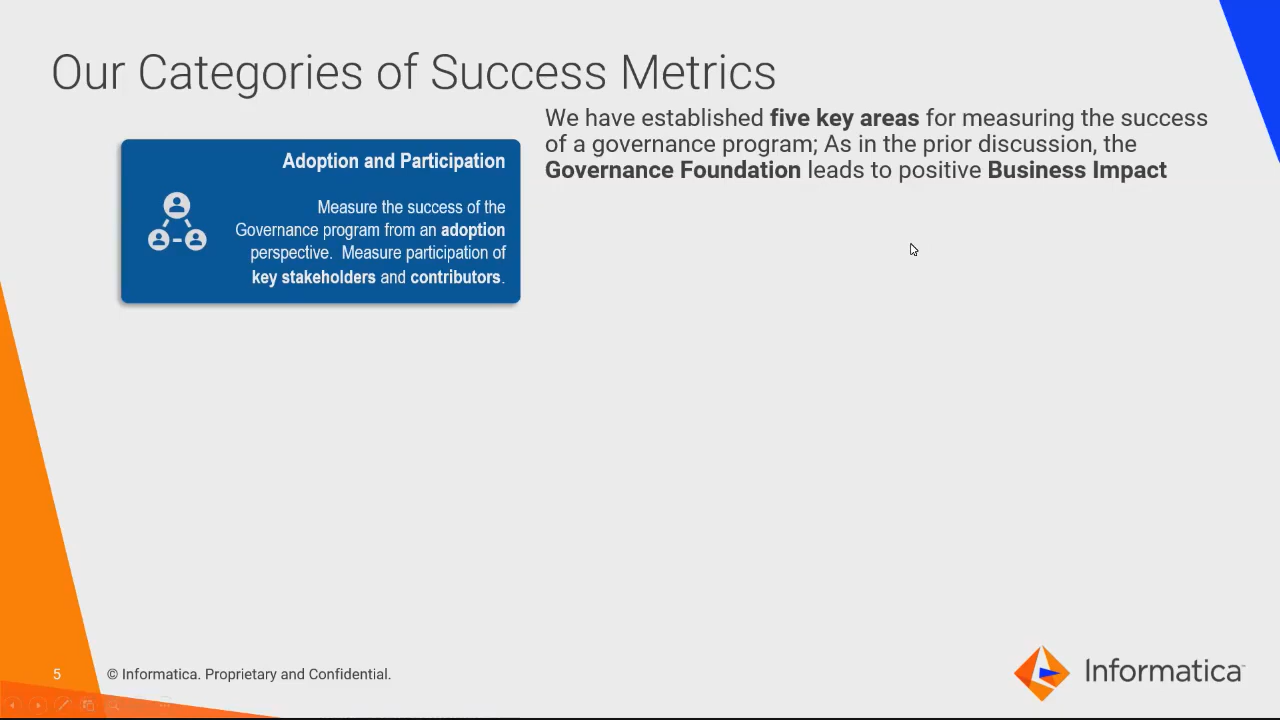 Our Categories of Success Metrics
We have established five key areas for measuring the success
of a governance program; As in the prior discussion, the
Governance Foundation leads to positive Business Impact
Adoption and Participation
Measure the success of the
Governance program from an adoption
perspective. Measure participation of
key stakeholders and contributors.
5
© Informatica. Proprietary and Confidential.
Informatica™